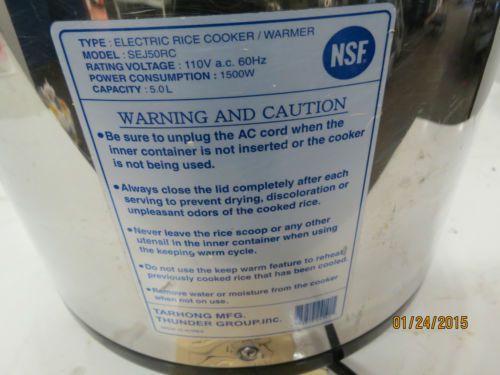 TYPE : ELECTRIC RICE COOKER / WARMER
MODEL : SEJ50RC
RATING VOLTAGE : 110V a.c. 60Hz
POWER CONSUMPTION : 1500W
CAPACITY : 5.0L
NSF
WARNING AND CAUTION
•Be sure to unplug the AC cord when the
inner container is not inserted or the cooker
is not being used.
•Always close the lid completely after each
serving to prevent drying, discoloration or
unpleasant odors of the cooked rice.
•Never leave the rice scoop or any other
utensil in the inner container when using
the keeping warm cycle.
•Do not use the keep warm feature to reheat
previously cooked rice that has been cooled.
•Remove water or moisture from the cooker
when not on use.
TARHONG MFG.
THUNDER GROUP.inc.
01/24/2015